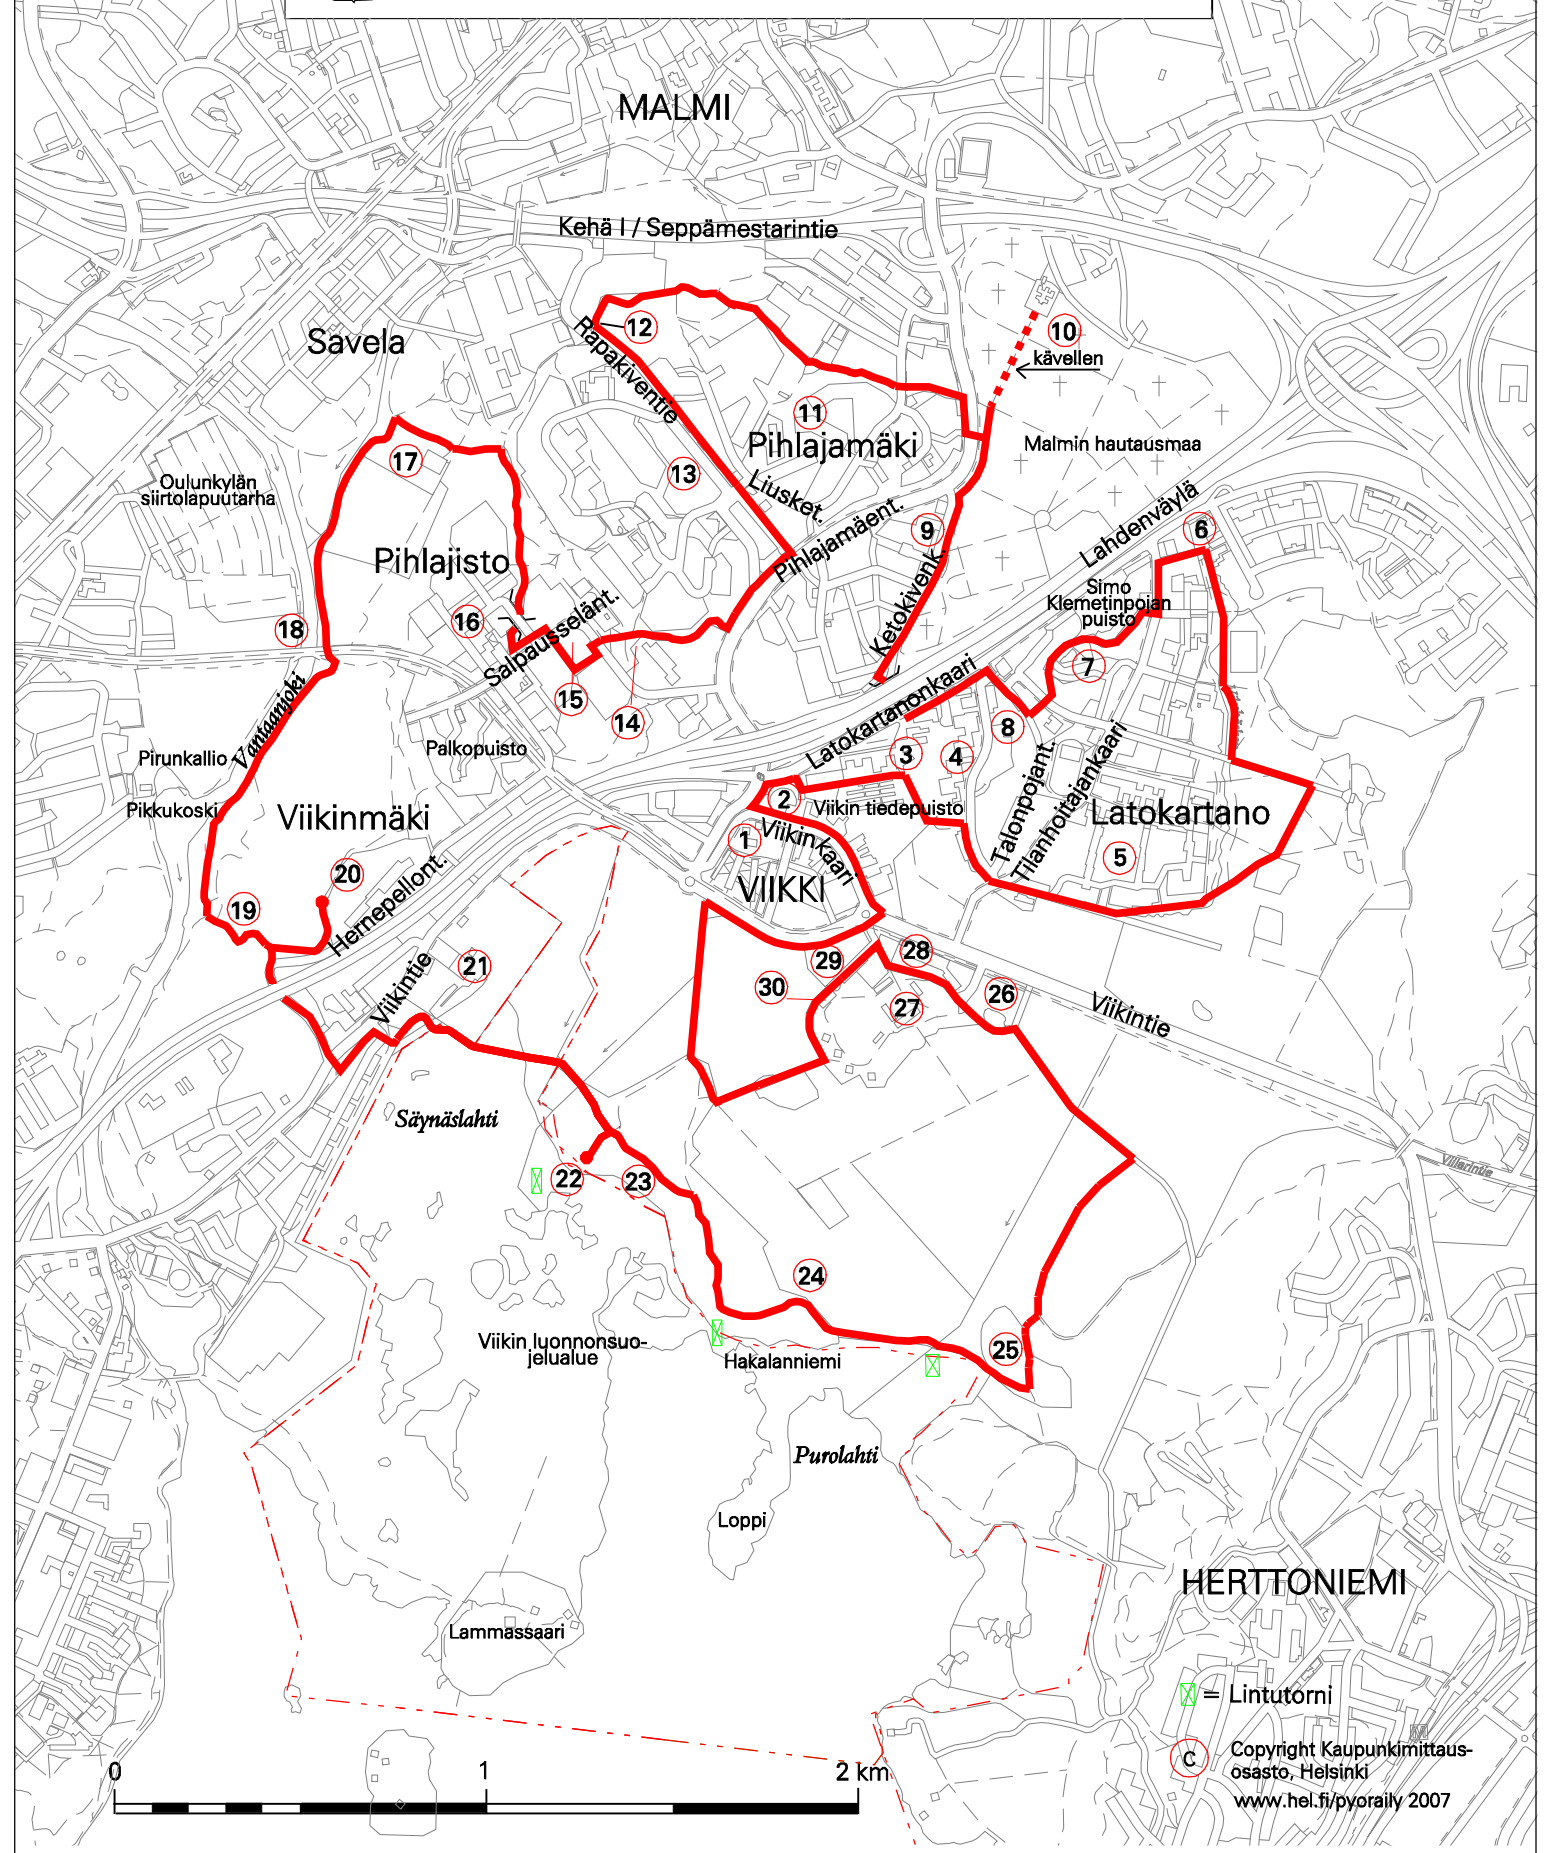 MALMI
Kehä I / Seppämestarintie
12
10
Savela
Rapakiventie
kävellen
11
Pihlajamäki
Malmin hautausmaa
17
13
Oulunkylän
siirtolapuutarha
Liusket.
Lahdenväylä
Pihlajamäent.
9
6
Pihlajisto
Simo
Klemetinpojan
puisto
Ketokivenk.
16
18
Salpausselänt.
7
15
14
Vantaanjoki
Latokartanonkaari
8
Palkopuisto
Pirunkallio
3
4
Talonpojant.
Tilanhoitajankaari
Pikkukoski
Viikinmäki
2
Viikin tiedepuisto
Latokartano
1
Viikinkaari
5
20
VIIKKI
19
Hernepellont.
28
29
21
Viikintie
30
26
27
Viikintie
Säynäslahti
Viilarintie
22
23
24
Viikin luonnonsuo-
jelualue
Hakalanniemi
25
Purolahti
Loppi
HERTTONIEMI
Lammassaari
= Lintutorni
M
C
Copyright Kaupunkimittaus-
osasto, Helsinki
www.hel.fi/pyoraily 2007
0
1
2 km